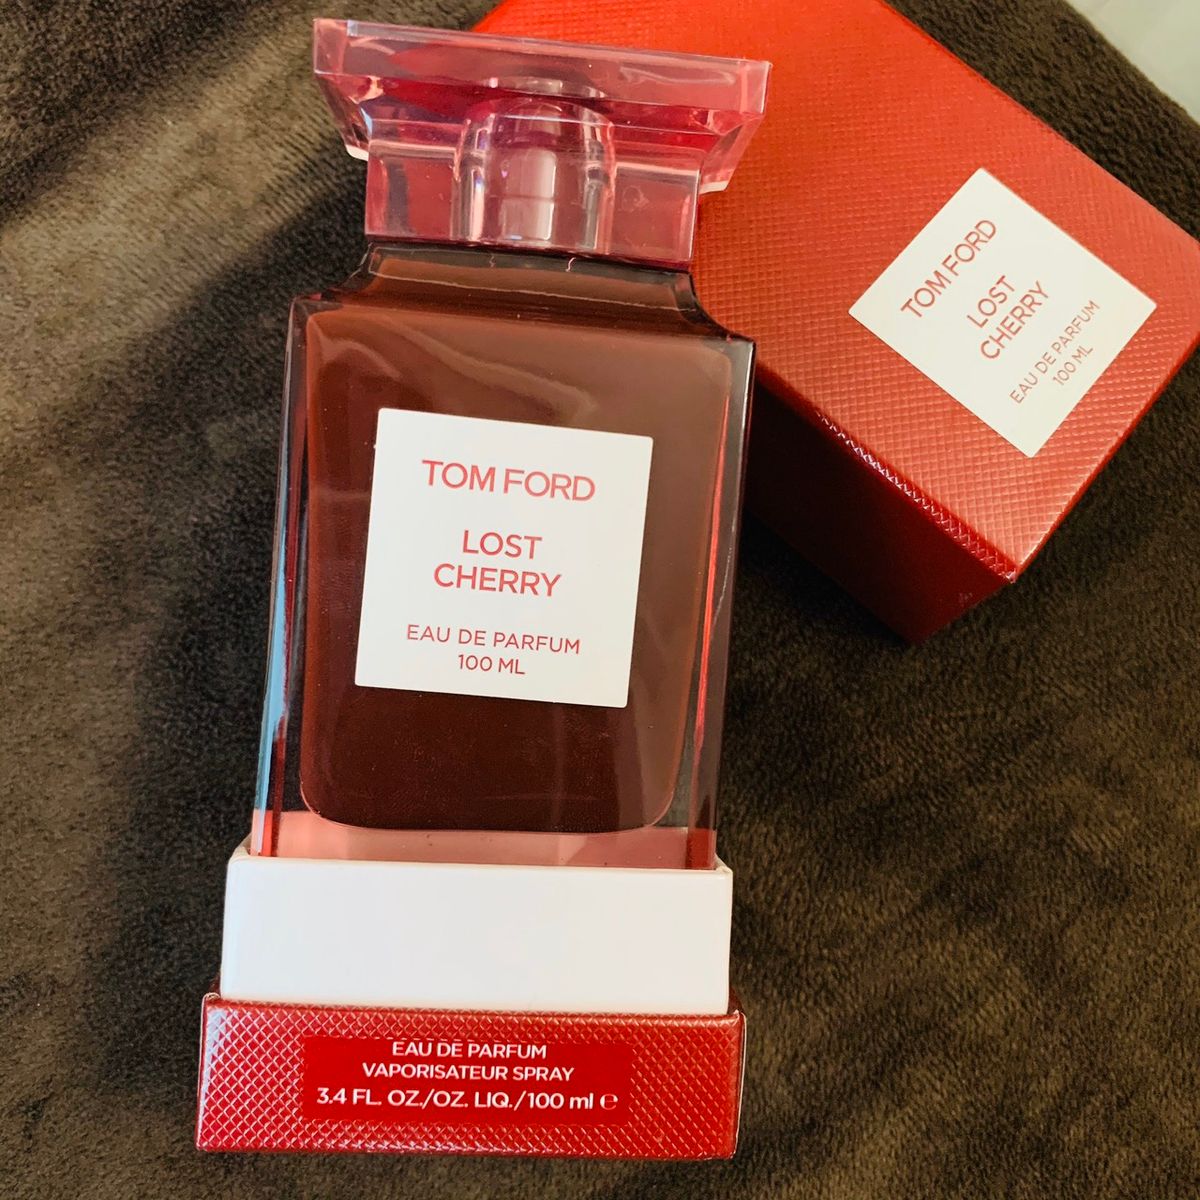 TOM FORD
LOST
CHERRY
EAU DE PARFUM
100 ML
TOM FORD
LOST
CHERRY
EAU DE PARFUM
100 ML
EAU DE PARFUM
VAPORISATEUR SPRAY
3.4 FL. OZ./OZ. LIQ./100 ml ℮